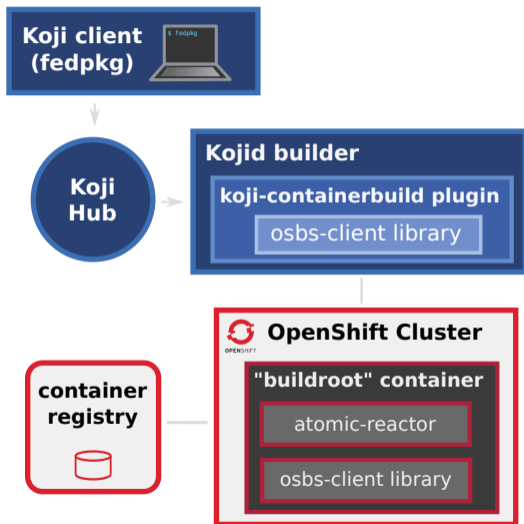 Koji client
(fedpkg)
$ fedpkg
Koji
Hub
Kojid builder
koji-containerbuild plugin
osbs-client library
OpenShift Cluster
OPENSHIFT
"buildroot" container
atomic-reactor
osbs-client library
container
registry